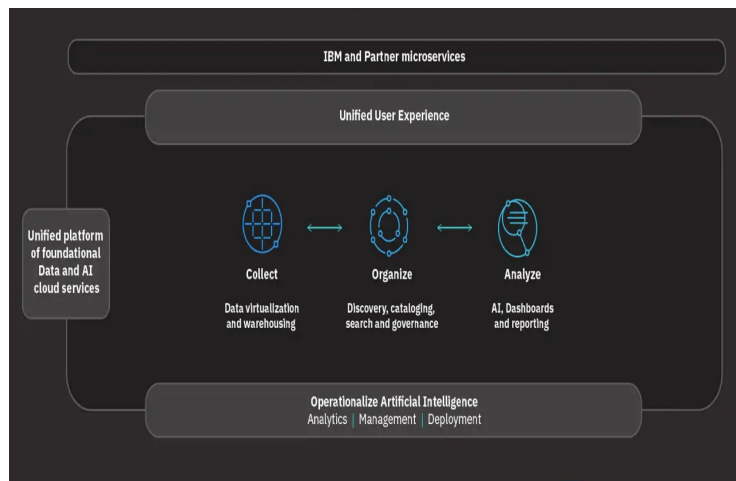 IBM and Partner microservices
Unified User Experience
Unified platform
of foundational
Data and AI
cloud services
Collect
Data virtualization
and warehousing
Organize
Discovery, cataloging,
search and governance
Analyze
AI, Dashboards
and reporting
Operationalize Artificial Intelligence
Analytics | Management | Deployment